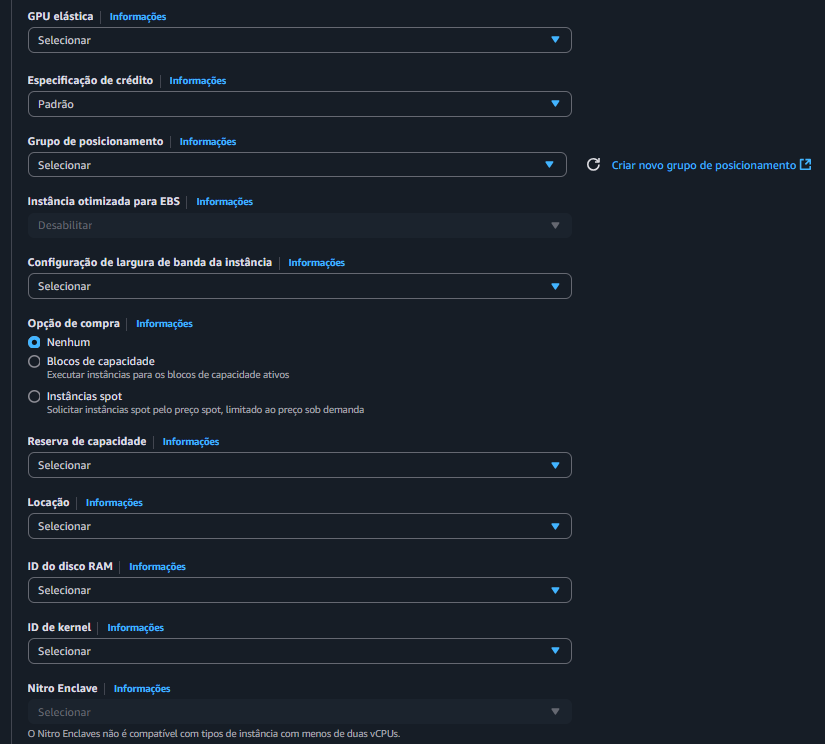 GPU elástica | Informações
Selecionar
Especificação de crédito | Informações
Padrão
Grupo de posicionamento | Informações
Selecionar
Criar novo grupo de posicionamento
Instância otimizada para EBS | Informações
Desabilitar
Configuração de largura de banda da instância | Informações
Selecionar
Opção de compra | Informações
Nenhum
Blocos de capacidade
Executar instâncias para os blocos de capacidade ativos
Instâncias spot
Solicitar instâncias spot pelo preço spot, limitado ao preço sob demanda
Reserva de capacidade | Informações
Selecionar
Locação | Informações
Selecionar
ID do disco RAM | Informações
Selecionar
ID de kernel | Informações
Selecionar
Nitro Enclave | Informações
Selecionar
O Nitro Enclaves não é compatível com tipos de instância com menos de duas vCPUs.